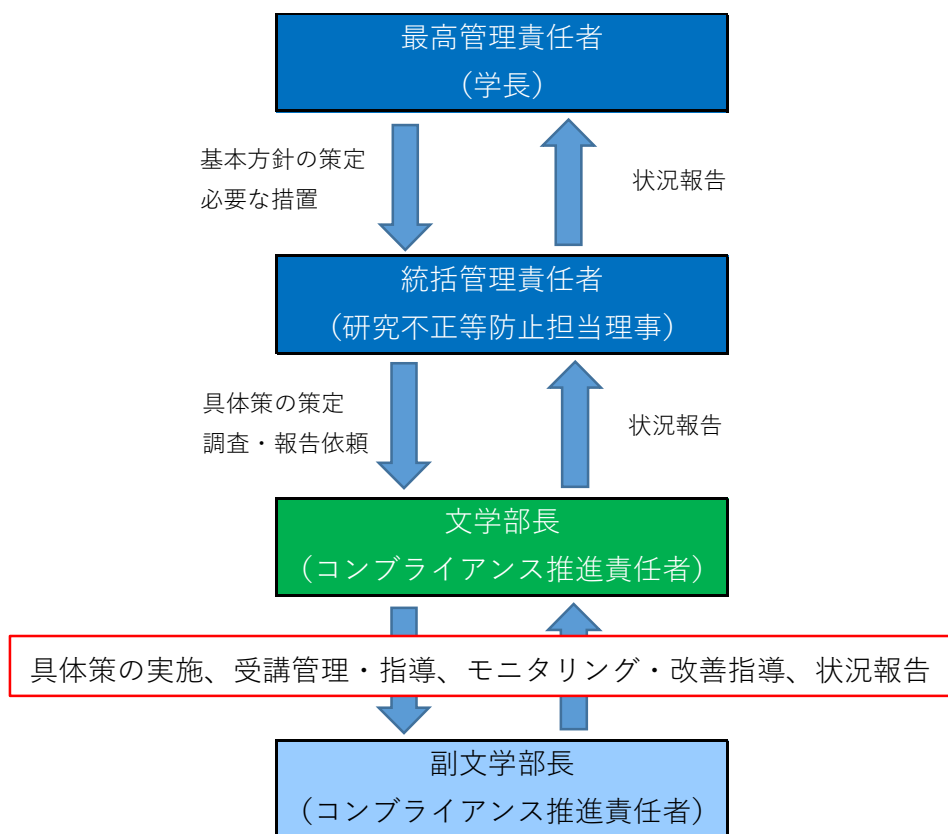 最高管理責任者
（学長）
基本方針の策定
必要な措置
状況報告
統括管理責任者
（研究不正等防止担当理事）
具体策の策定
調査・報告依頼
状況報告
文学部長
（コンブライアンス推進責任者）
具体策の実施、受講管理・指導、モニタリング・改善指導、状況報告
副文学部長
（コンブライアンス推進責任者）